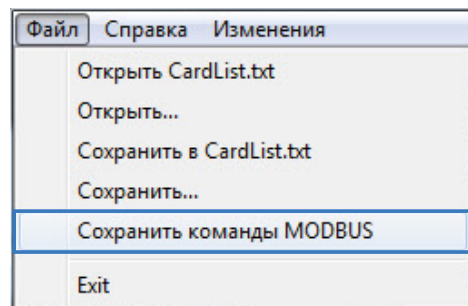 Файл Справка Изменения
Открыть CardList.txt
Открыть...
Сохранить в CardList.txt
Сохранить...
Сохранить команды MODBUS
Exit